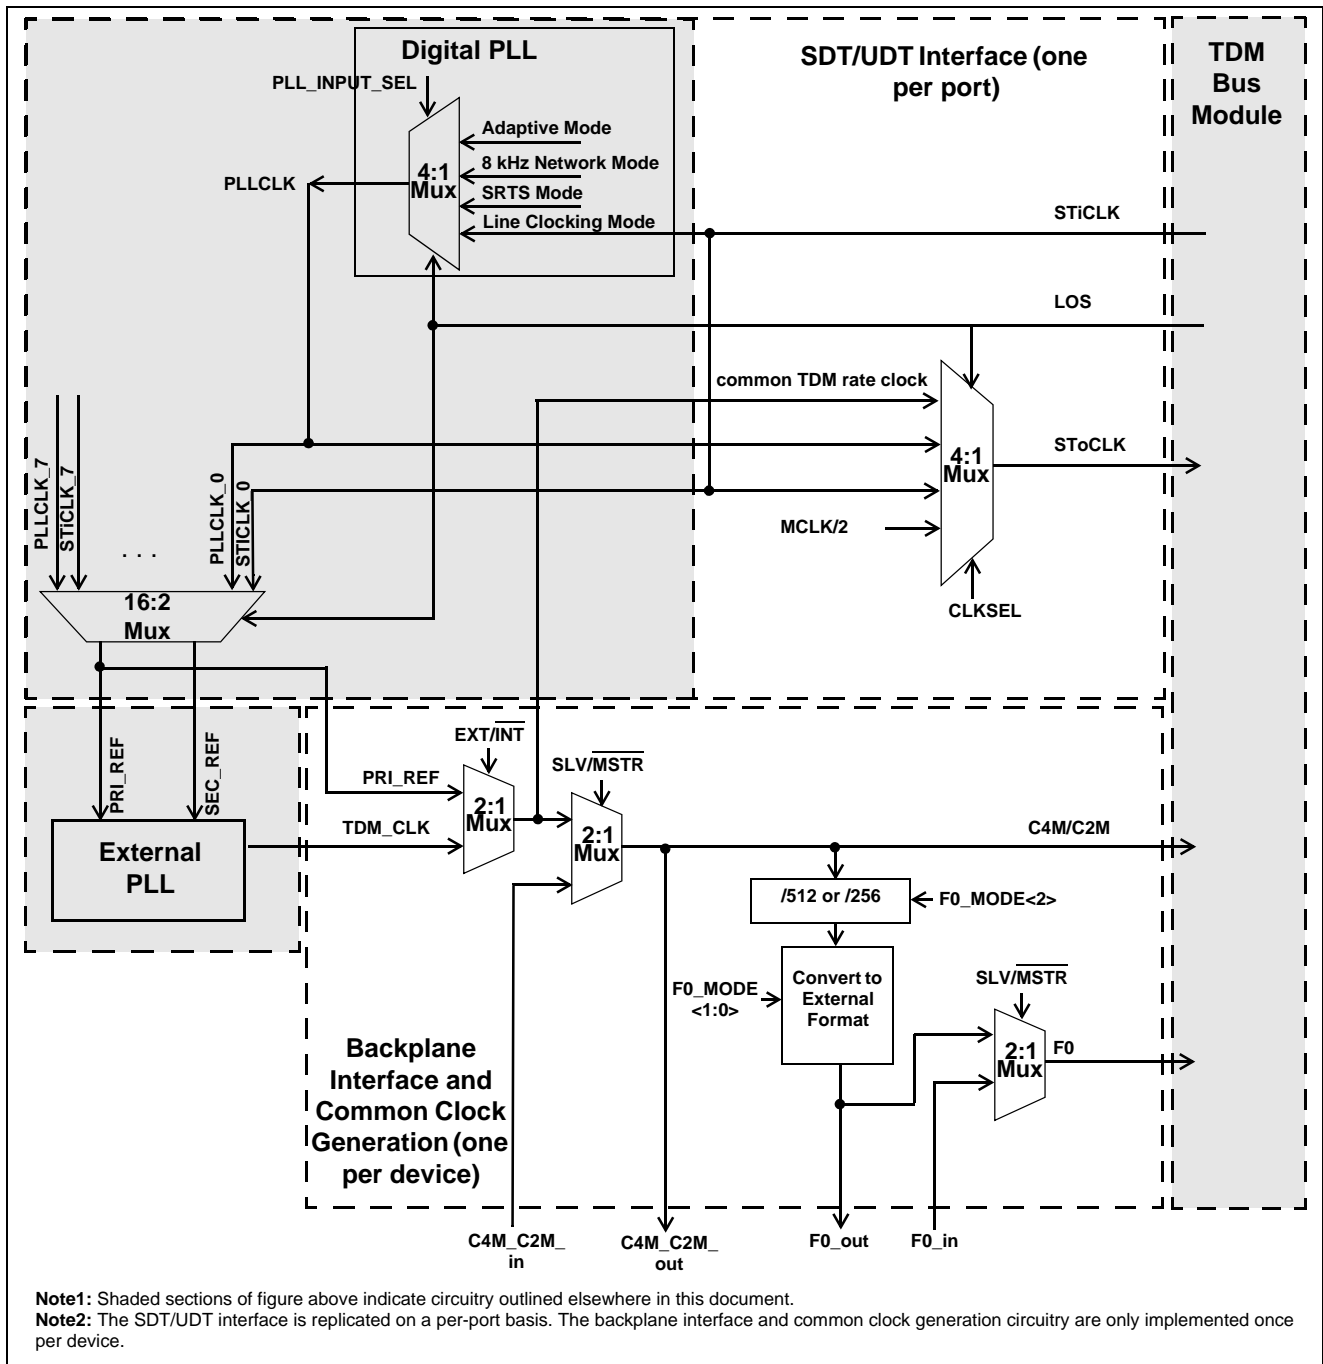 Digital PLL
SDT/UDT Interface (one
per port)
TDM
Bus
Module
PLL_INPUT_SEL
Adaptive Mode
8 kHz Network Mode
SRTS Mode
Line Clocking Mode
4:1
Mux
PLLCLK
STiCLK
LOS
common TDM rate clock
4:1
Mux
SToCLK
MCLK/2
CLKSEL
PLLCLK_7
STiCLK_7
. . .
PLLCLK_0
STiCLK_0
16:2
Mux
PRI_REF
SEC_REF
External
PLL
EXT/INT
PRI_REF
TDM_CLK
2:1
Mux
SLV/MSTR
2:1
Mux
C4M/C2M
/512 or /256
F0_MODE<2>
Convert to
External
Format
F0_MODE
<1:0>
SLV/MSTR
2:1
Mux
F0
Backplane
Interface and
Common Clock
Generation (one
per device)
C4M_C2M_
in
C4M_C2M_
out
F0_out
F0_in
Note1: Shaded sections of figure above indicate circuitry outlined elsewhere in this document.
Note2: The SDT/UDT interface is replicated on a per-port basis. The backplane interface and common clock generation circuitry are only implemented once
per device.